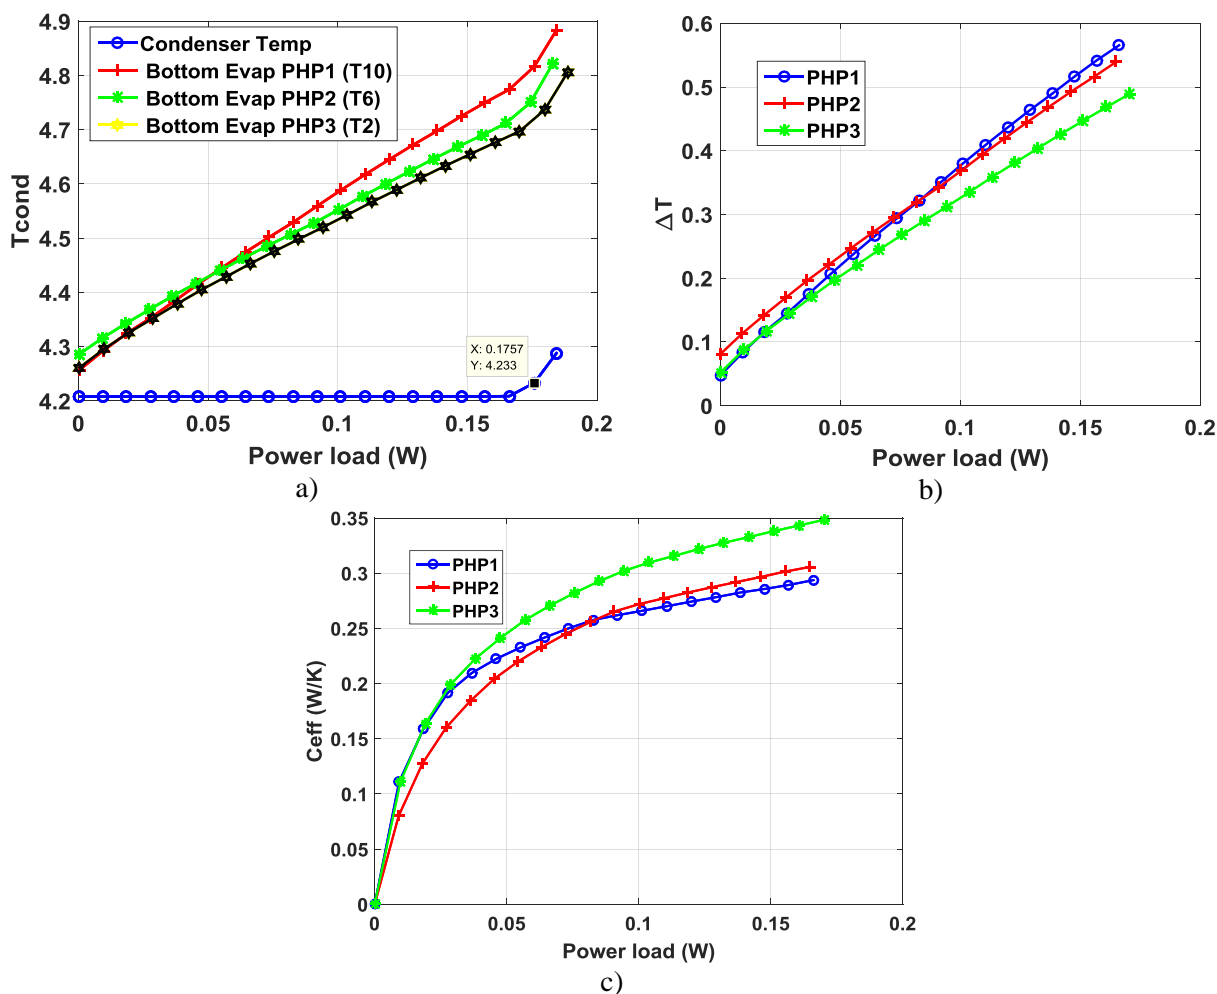 4.9
4.8
4.7
4.6
4.5
4.4
4.3
4.2
Tcond
Condenser Temp
Bottom Evap PHP1 (T10)
Bottom Evap PHP2 (T6)
Bottom Evap PHP3 (T2)
X: 0.1757
Y: 4.233
0 0.05 0.1 0.15 0.2
Power load (W)
a)
0.6
0.5
0.4
0.3
0.2
0.1
0
Δ T
PHP1
PHP2
PHP3
0 0.05 0.1 0.15 0.2
Power load (W)
b)
0.35
0.3
0.25
0.2
0.15
0.1
0.05
0
Ceff (W/K)
PHP1
PHP2
PHP3
0 0.05 0.1 0.15 0.2
Power load (W)
c)